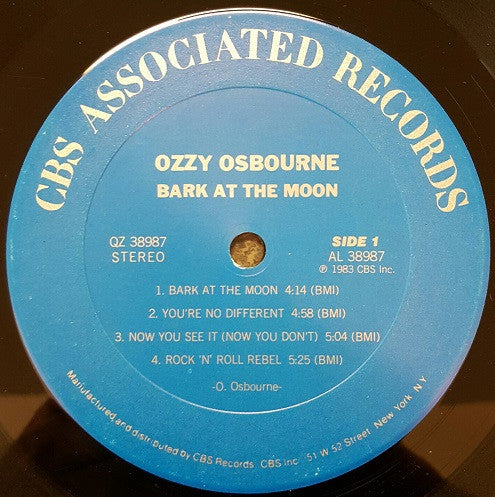 CBS ASSOCIATED RECORDS
OZZY OSBOURNE
BARK AT THE MOON
QZ 38987
STEREO
SIDE 1
AL 38987
℗ 1983 CBS Inc.
1. BARK AT THE MOON 4:14 (BMI)
2. YOU'RE NO DIFFERENT 4:58 (BMI)
3. NOW YOU SEE IT (NOW YOU DON'T) 5:04 (BMI)
4. ROCK 'N' ROLL REBEL 5:25 (BMI)
-O. Osbourne-
Manufactured and distributed by CBS Records CBS Inc. 51 W 52 Street New York N.Y.